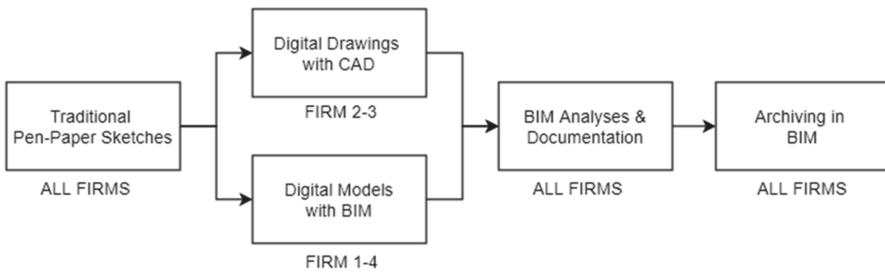 Traditional
Pen-Paper Sketches
ALL FIRMS
Digital Drawings
with CAD
FIRM 2-3
Digital Models
with BIM
FIRM 1-4
BIM Analyses &
Documentation
ALL FIRMS
Archiving in
BIM
ALL FIRMS